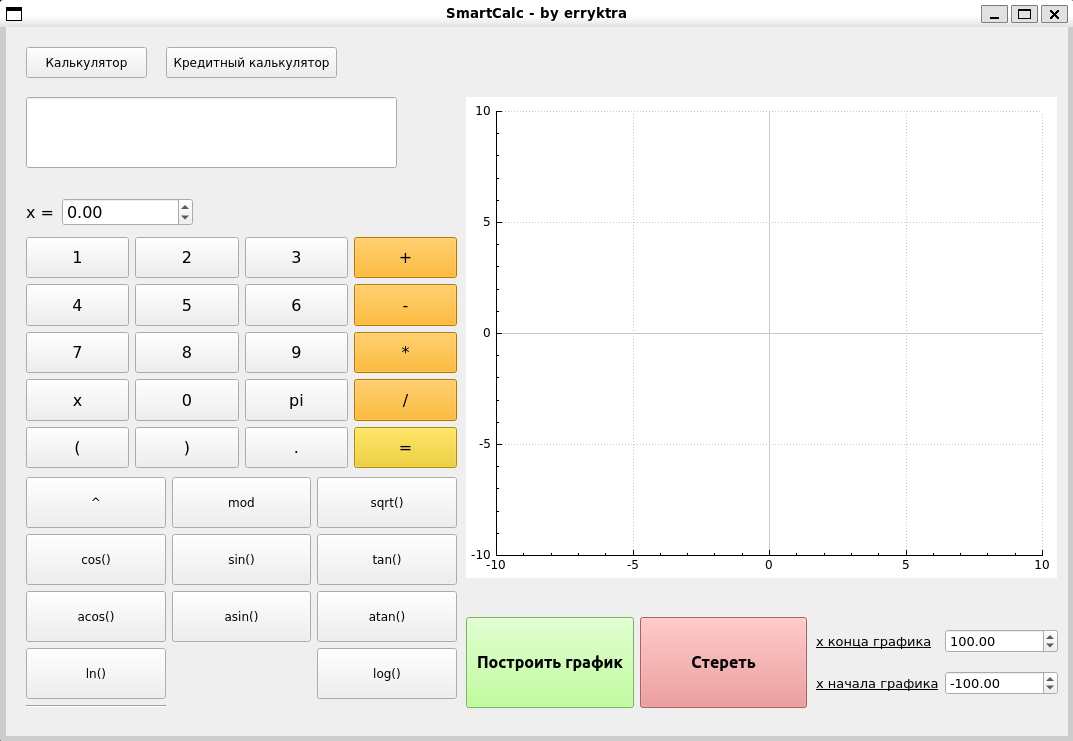 SmartCalc - by erryktra
Калькулятор
Кредитный калькулятор
x = 0.00
1 2 3 +
4 5 6 -
7 8 9 *
x 0 pi /
( ) . =
^ mod sqrt()
cos() sin() tan()
acos() asin() atan()
ln() log()
10
5
0
-5
-10
-10 -5 0 5 10
Построить график
Стереть
x конца графика 100.00
x начала графика -100.00